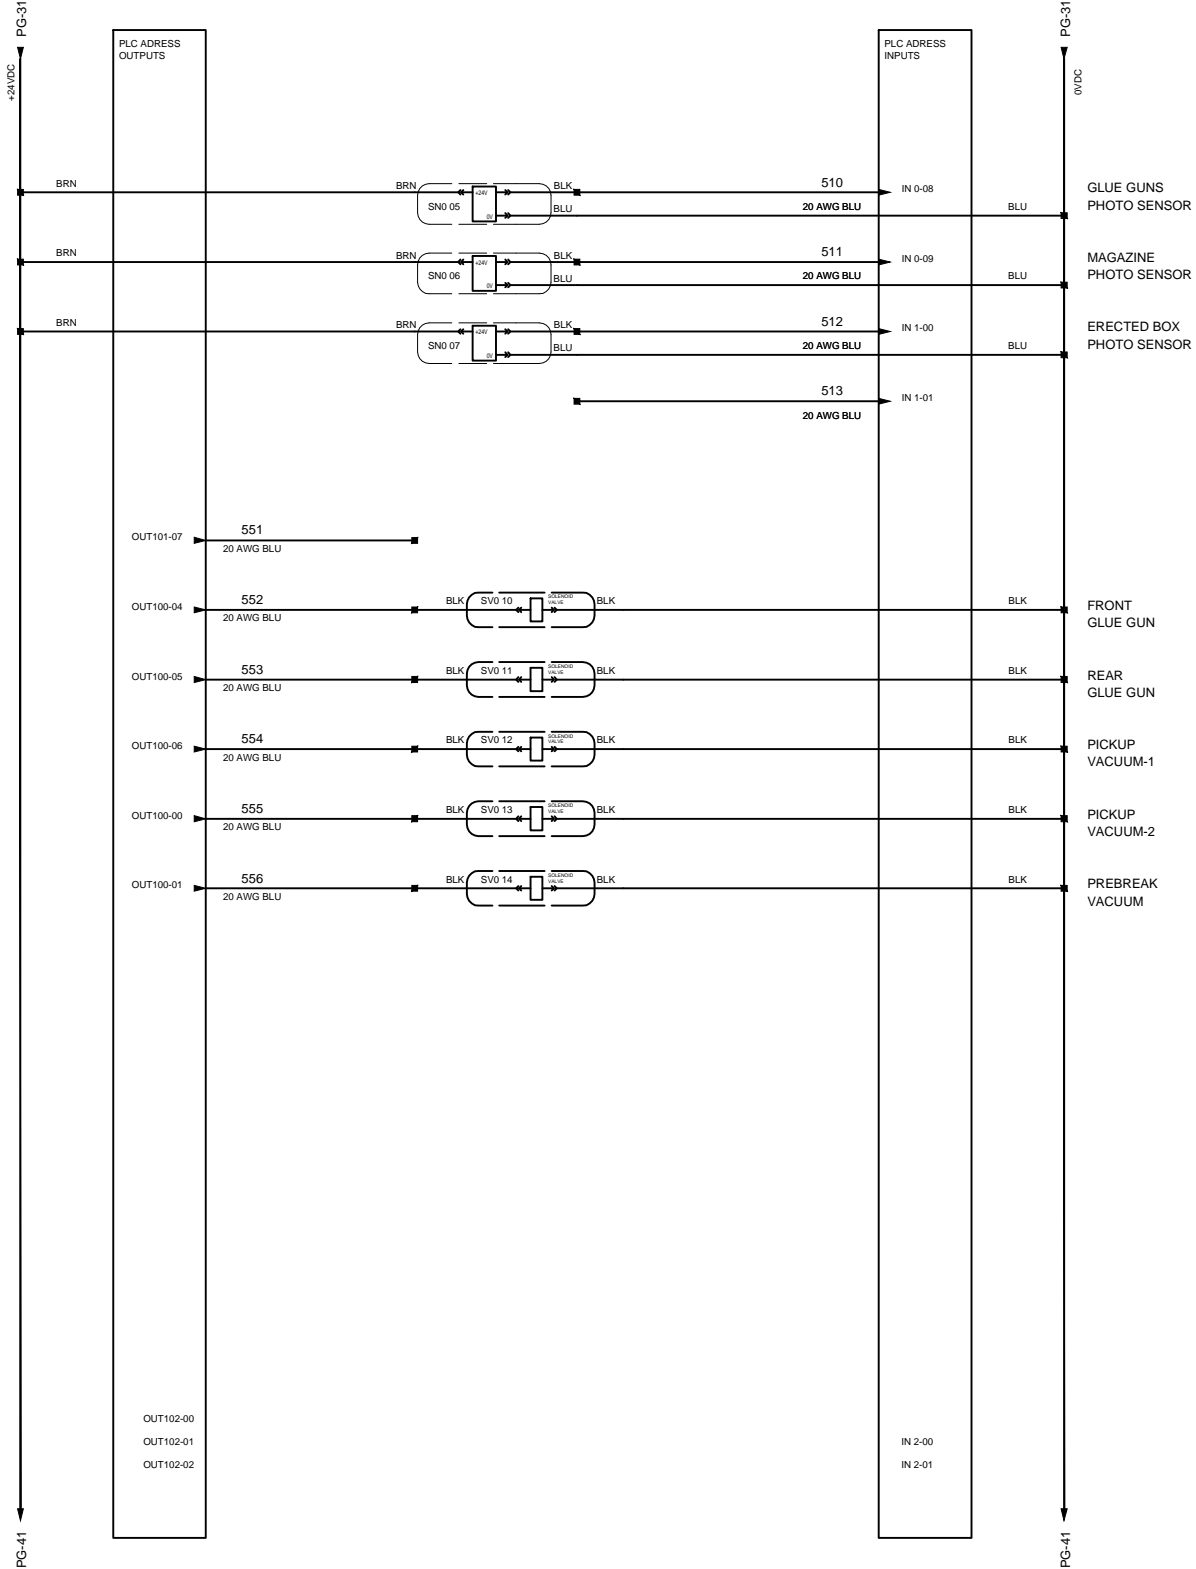 PG-31
PG-31
+24VDC
0VDC
PLC ADRESS
OUTPUTS
PLC ADRESS
INPUTS
BRN
BRN
SN0 05
+24V
0V
BLK
BLU
510
20 AWG BLU
IN 0-08
BLU
GLUE GUNS
PHOTO SENSOR
BRN
BRN
SN0 06
+24V
0V
BLK
BLU
511
20 AWG BLU
IN 0-09
BLU
MAGAZINE
PHOTO SENSOR
BRN
BRN
SN0 07
+24V
0V
BLK
BLU
512
20 AWG BLU
IN 1-00
BLU
ERECTED BOX
PHOTO SENSOR
513
20 AWG BLU
IN 1-01
OUT101-07
551
20 AWG BLU
OUT100-04
552
20 AWG BLU
BLK
SV0 10
SOLENOID
VALVE
BLK
BLK
FRONT
GLUE GUN
OUT100-05
553
20 AWG BLU
BLK
SV0 11
SOLENOID
VALVE
BLK
BLK
REAR
GLUE GUN
OUT100-06
554
20 AWG BLU
BLK
SV0 12
SOLENOID
VALVE
BLK
BLK
PICKUP
VACUUM-1
OUT100-00
555
20 AWG BLU
BLK
SV0 13
SOLENOID
VALVE
BLK
BLK
PICKUP
VACUUM-2
OUT100-01
556
20 AWG BLU
BLK
SV0 14
SOLENOID
VALVE
BLK
BLK
PREBREAK
VACUUM
OUT102-00
OUT102-01
OUT102-02
IN 2-00
IN 2-01
PG-41
PG-41